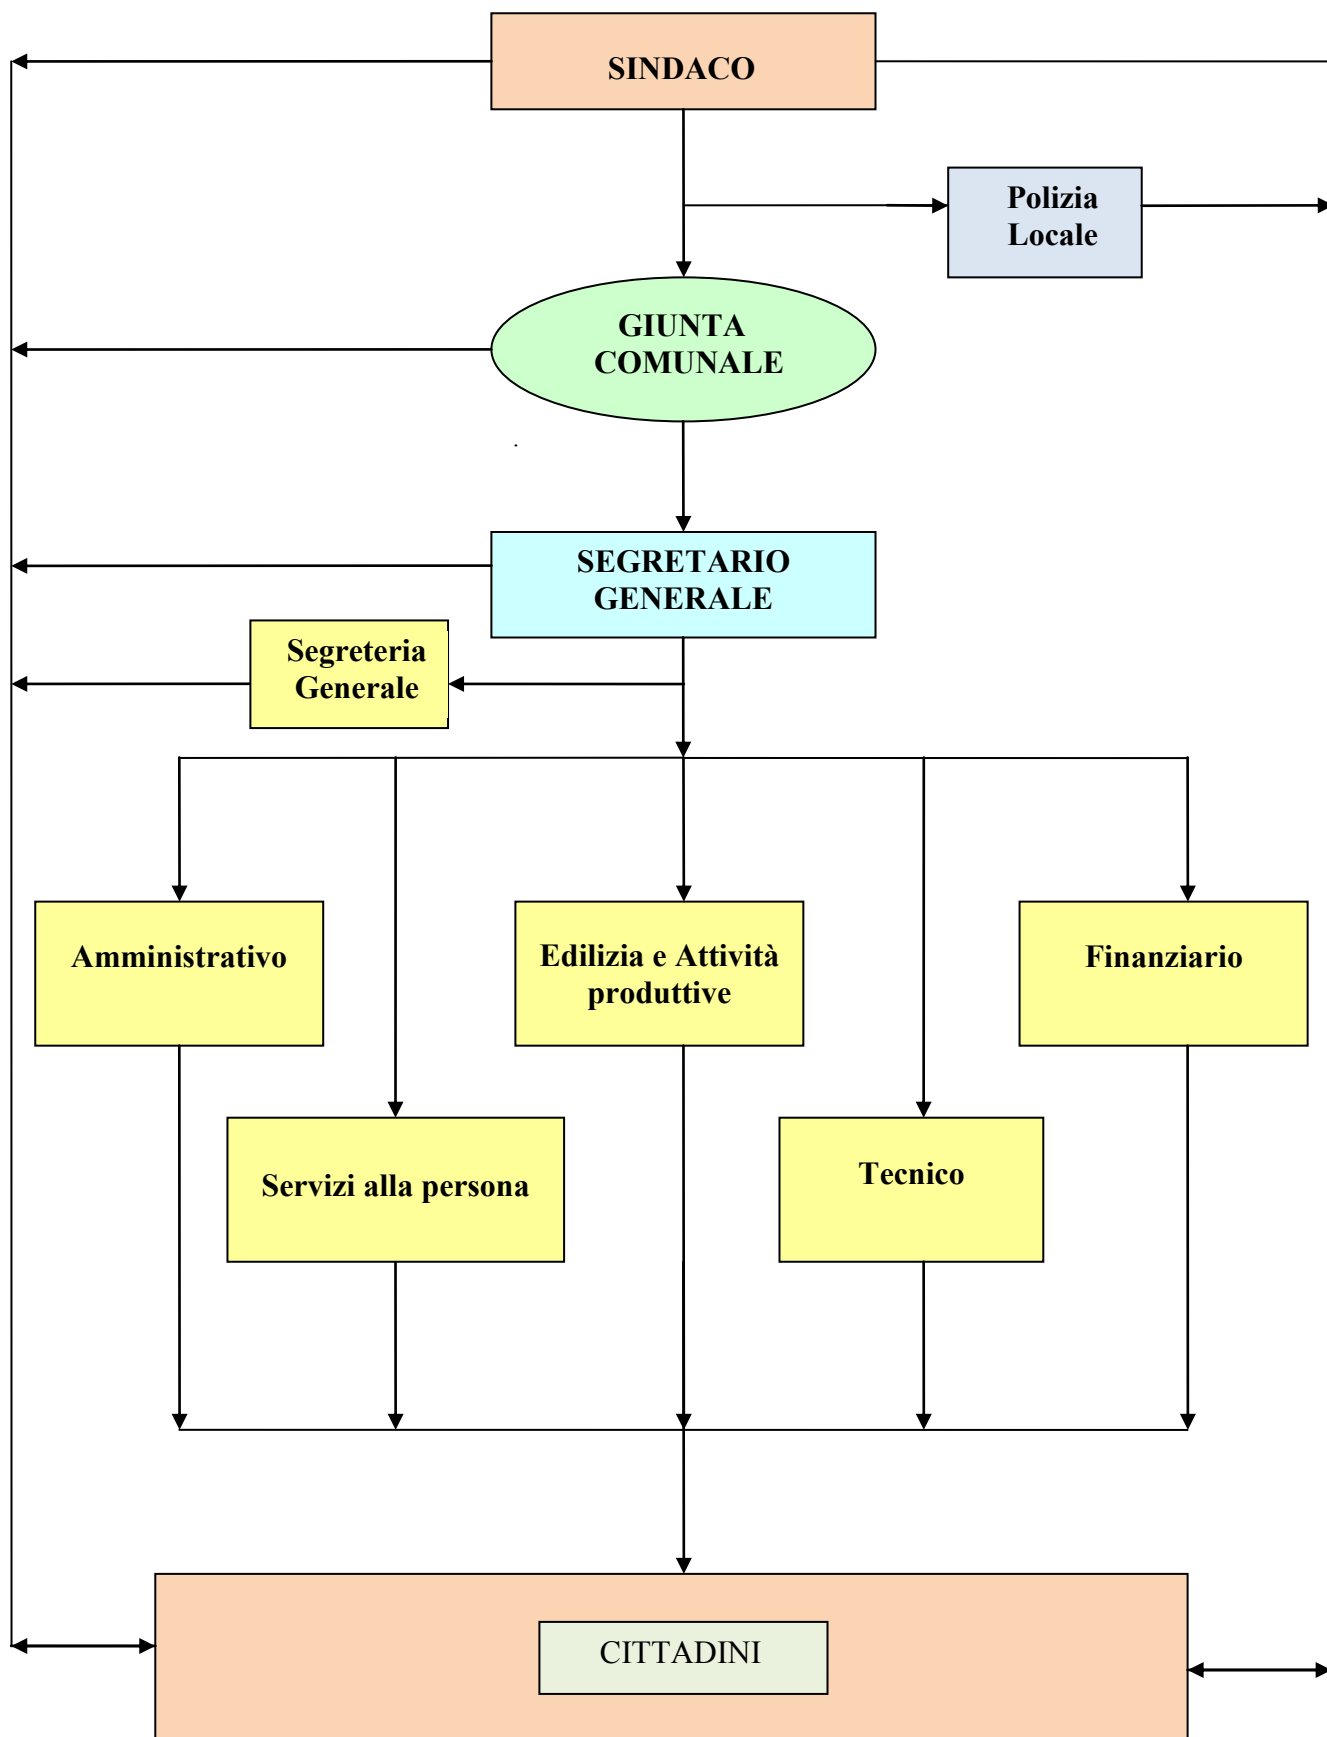 SINDACO
Polizia
Locale
GIUNTA
COMUNALE
SEGRETARIO
GENERALE
Segreteria
Generale
Amministrativo
Edilizia e Attività
produttive
Finanziario
Servizi alla persona
Tecnico
CITTADINI